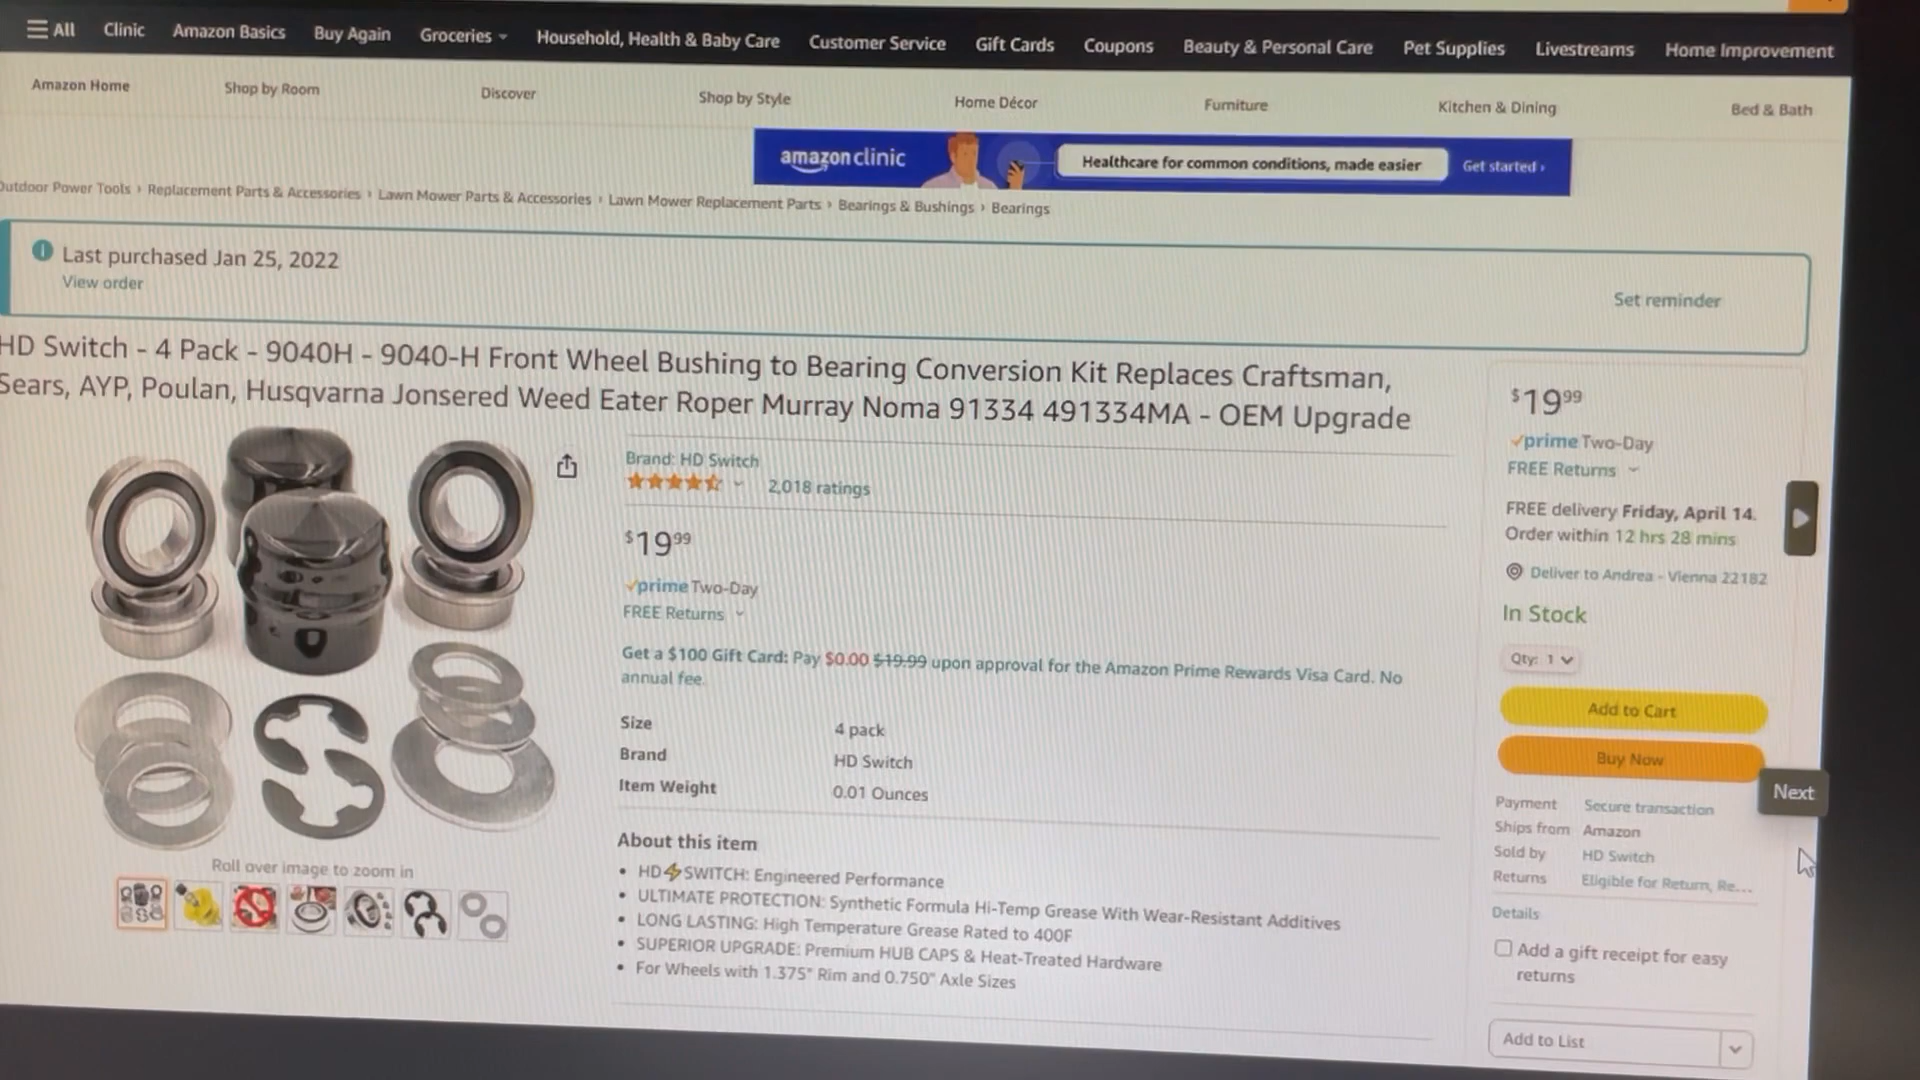 All Clinic Amazon Basics Buy Again Groceries Household, Health & Baby Care Customer Service Gift Cards Coupons Beauty & Personal Care Pet Supplies Livestreams Home Improvement
Amazon Home Shop by Room Discover Shop by Style Home Décor Furniture Kitchen & Dining Bed & Bath
amazon clinic Healthcare for common conditions, made easier Get started ›
Outdoor Power Tools › Replacement Parts & Accessories › Lawn Mower Parts & Accessories › Lawn Mower Replacement Parts › Bearings & Bushings › Bearings
Last purchased Jan 25, 2022
View order
Set reminder
HD Switch - 4 Pack - 9040H - 9040-H Front Wheel Bushing to Bearing Conversion Kit Replaces Craftsman,
Sears, AYP, Poulan, Husqvarna Jonsered Weed Eater Roper Murray Noma 91334 491334MA - OEM Upgrade
Roll over image to zoom in
Brand: HD Switch
2,018 ratings
$19.99
prime Two-Day
FREE Returns
Get a $100 Gift Card: Pay $0.00 $19.99 upon approval for the Amazon Prime Rewards Visa Card. No
annual fee.
Size 4 pack
Brand HD Switch
Item Weight 0.01 Ounces
About this item
• HD⚡SWITCH: Engineered Performance
• ULTIMATE PROTECTION: Synthetic Formula Hi-Temp Grease With Wear-Resistant Additives
• LONG LASTING: High Temperature Grease Rated to 400F
• SUPERIOR UPGRADE: Premium HUB CAPS & Heat-Treated Hardware
• For Wheels with 1.375" Rim and 0.750" Axle Sizes
$19.99
prime Two-Day
FREE Returns
FREE delivery Friday, April 14.
Order within 12 hrs 28 mins
Deliver to Andrea - Vienna 22182
In Stock
Qty: 1
Add to Cart
Buy Now
Next
Payment Secure transaction
Ships from Amazon
Sold by HD Switch
Returns Eligible for Return, Re...
Details
Add a gift receipt for easy
returns
Add to List